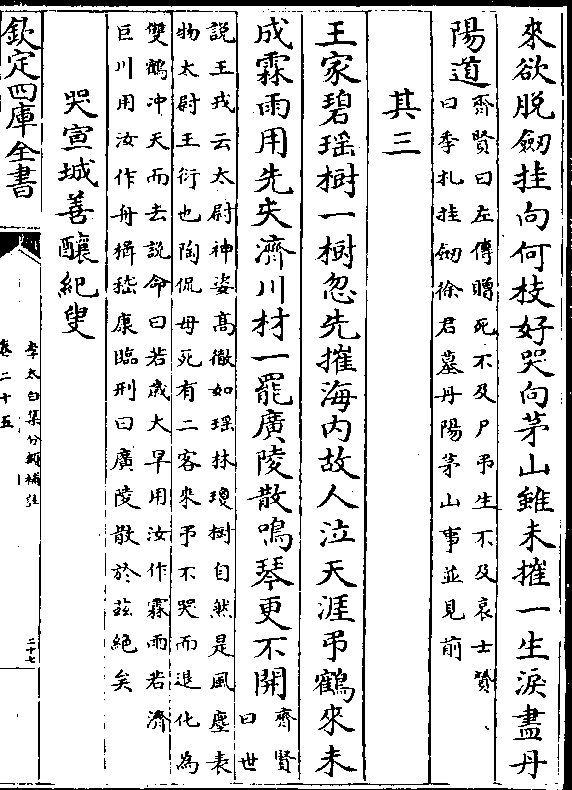 來欲脱劒挂向何枝好哭向茅山雖未摧一生淚盡丹
陽道
齊賢曰左傳贈死不及尸弔生不及哀士贇
曰季札挂劒徐君墓丹陽茅山事並見前
其三
王家碧瑶樹一樹忽先摧海内故人泣天涯弔鶴來未
成霖雨用先夫濟川材一罷廣陵散鳴琴更不開
齊賢
曰世
說王戎云太尉神姿髙徹如瑶林瓊樹自然是風塵表
物太尉王衍也陶侃母死有二客來弔不哭而退化為
雙鶴冲天而去說命曰若歳大旱用汝作霖雨若濟
巨川用汝作舟楫嵇康臨刑曰廣陵散於兹絶矣
哭宣城善釀紀叟
欽定四庫全書
李太白集分類補註
卷二十五
二十七